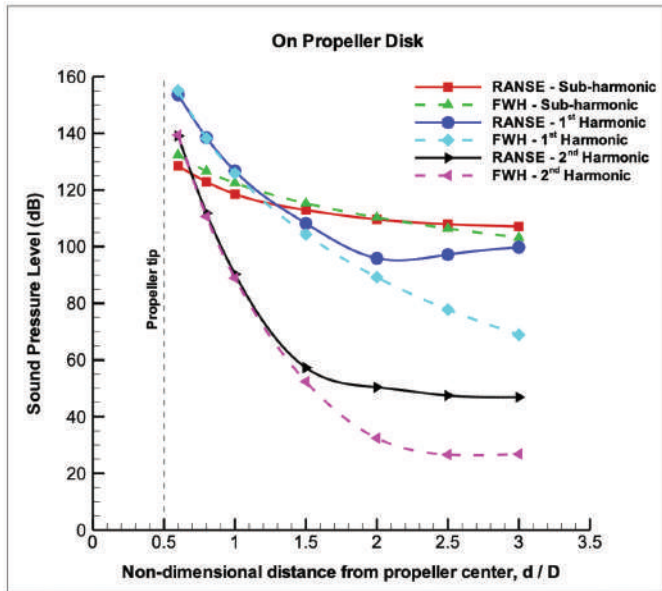 On Propeller Disk
160
140
120
100
80
60
40
20
0
Sound Pressure Level (dB)
Propeller tip
RANSE - Sub-harmonic
FWH - Sub-harmonic
RANSE - 1st Harmonic
FWH - 1st Harmonic
RANSE - 2nd Harmonic
FWH - 2nd Harmonic
0 0.5 1 1.5 2 2.5 3 3.5
Non-dimensional distance from propeller center, d / D